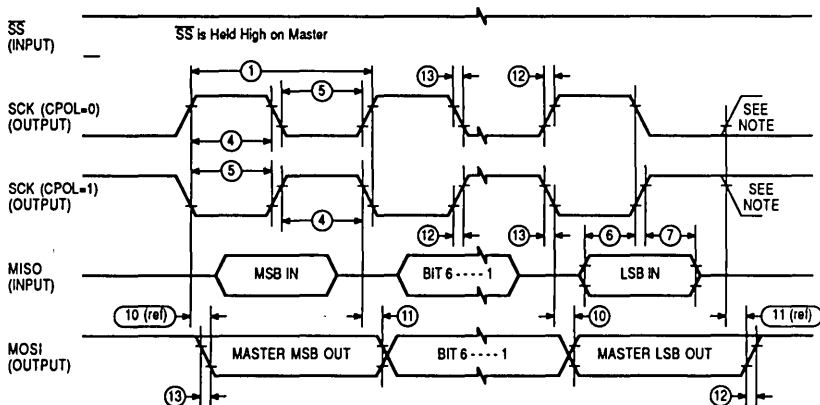 SS
(INPUT)
SS is Held High on Master
1
5
13
12
SCK (CPOL=0)
(OUTPUT)
SEE
NOTE
4
5
SCK (CPOL=1)
(OUTPUT)
SEE
NOTE
4
12
13
6
7
MISO
(INPUT)
MSB IN
BIT 6 - - - - 1
LSB IN
10 (ref)
11
10
11 (ref)
MOSI
(OUTPUT)
MASTER MSB OUT
BIT 6 - - - - 1
MASTER LSB OUT
13
12